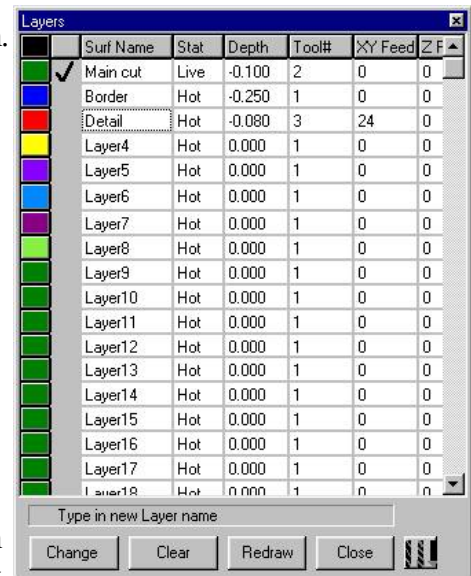 Layers
Surf Name Stat Depth Tool# XY Feed Z F
Main cut Live -0.100 2 0 0
Border Hot -0.250 1 0 0
Detail Hot -0.080 3 24 0
Layer4 Hot 0.000 1 0 0
Layer5 Hot 0.000 1 0 0
Layer6 Hot 0.000 1 0 0
Layer7 Hot 0.000 1 0 0
Layer8 Hot 0.000 1 0 0
Layer9 Hot 0.000 1 0 0
Layer10 Hot 0.000 1 0 0
Layer11 Hot 0.000 1 0 0
Layer12 Hot 0.000 1 0 0
Layer13 Hot 0.000 1 0 0
Layer14 Hot 0.000 1 0 0
Layer15 Hot 0.000 1 0 0
Layer16 Hot 0.000 1 0 0
Layer17 Hot 0.000 1 0 0
Layer18 Hot 0.000 1 0 0
Type in new Layer name
Change Clear Redraw Close